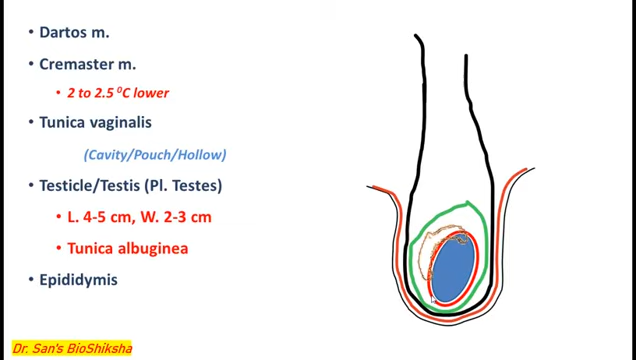 Dartos m.
Cremaster m.
2 to 2.5 ⁰C lower
Tunica vaginalis
(Cavity/Pouch/Hollow)
Testicle/Testis (Pl. Testes)
L. 4-5 cm, W. 2-3 cm
Tunica albuginea
Epididymis
Dr. San's BioShiksha